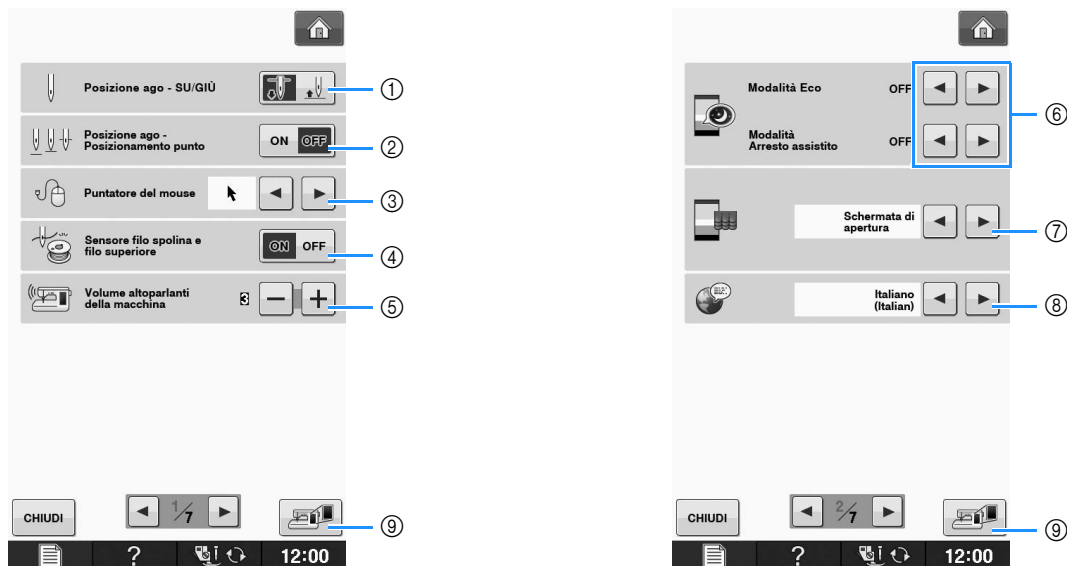 Posizione ago - SU/GIÙ
①
Posizione ago -
Posizionamento punto
ON OFF
②
Puntatore del mouse
③
Sensore filo spolina e
filo superiore
ON OFF
④
Volume altoparlanti
della macchina
3
⑤
CHIUDI
1/7
⑨
?
12:00
Modalità Eco
OFF
Modalità
Arresto assistito
OFF
⑥
Schermata di
apertura
⑦
Italiano
(Italian)
⑧
CHIUDI
2/7
⑨
?
12:00